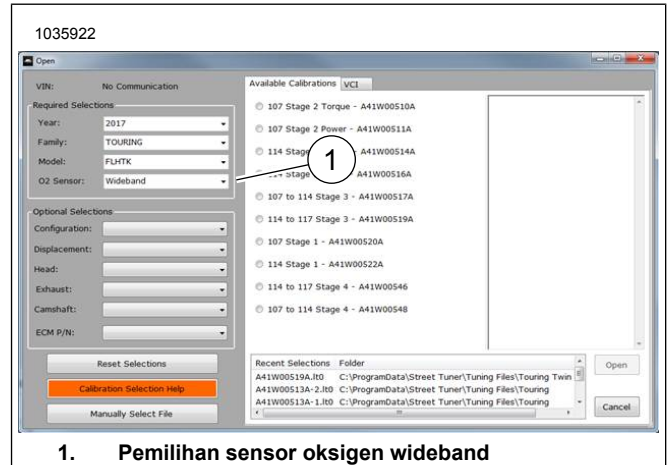 1035922
Open
VIN: No Communication
Required Selections
Year: 2017
Family: TOURING
Model: FLHTK
O2 Sensor: Wideband
Optional Selections
Configuration:
Displacement:
Head:
Exhaust:
Camshaft:
ECM P/N:
Reset Selections
Calibration Selection Help
Manually Select File
Available Calibrations VCI
107 Stage 2 Torque - A41W00510A
107 Stage 2 Power - A41W00511A
114 Stage A41W00514A
114 Stage A41W00516A
107 to 114 Stage 3 - A41W00517A
114 to 117 Stage 3 - A41W00519A
107 Stage 1 - A41W00520A
114 Stage 1 - A41W00522A
114 to 117 Stage 4 - A41W00546
107 to 114 Stage 4 - A41W00548
1
Recent Selections Folder
A41W00519A.lt0 C:\ProgramData\Street Tuner\Tuning Files\Touring Twin
A41W00513A-2.lt0 C:\ProgramData\Street Tuner\Tuning Files\Touring
A41W00513A-1.lt0 C:\ProgramData\Street Tuner\Tuning Files\Touring
Open
Cancel
1. Pemilihan sensor oksigen wideband